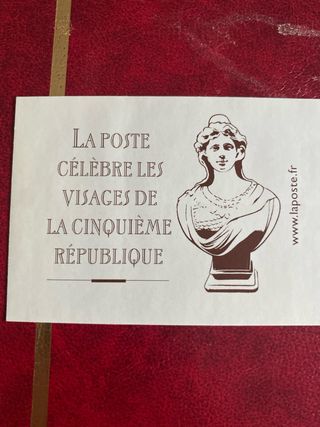 LA POSTE
CÉLÈBRE LES
VISAGES DE
LA CINQUIÈME
RÉPUBLIQUE
www.laposte.fr